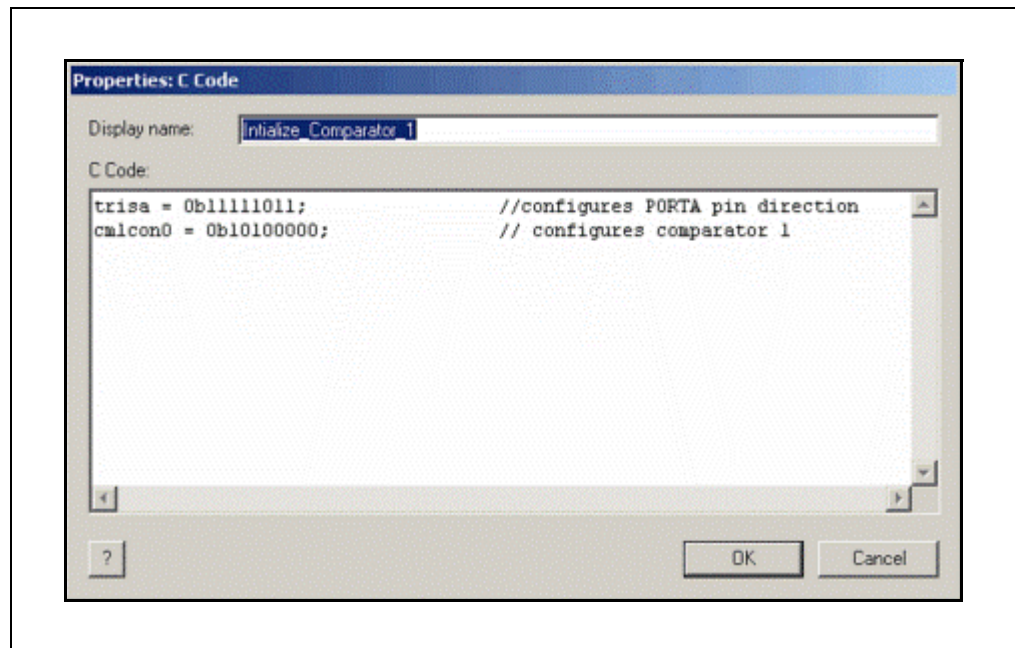 Properties: C Code
Display name: Intialize_Comparator_1
C Code:
trisa = 0b11111011; //configures PORTA pin direction
cm1con0 = 0b10100000; // configures comparator 1
?
OK
Cancel